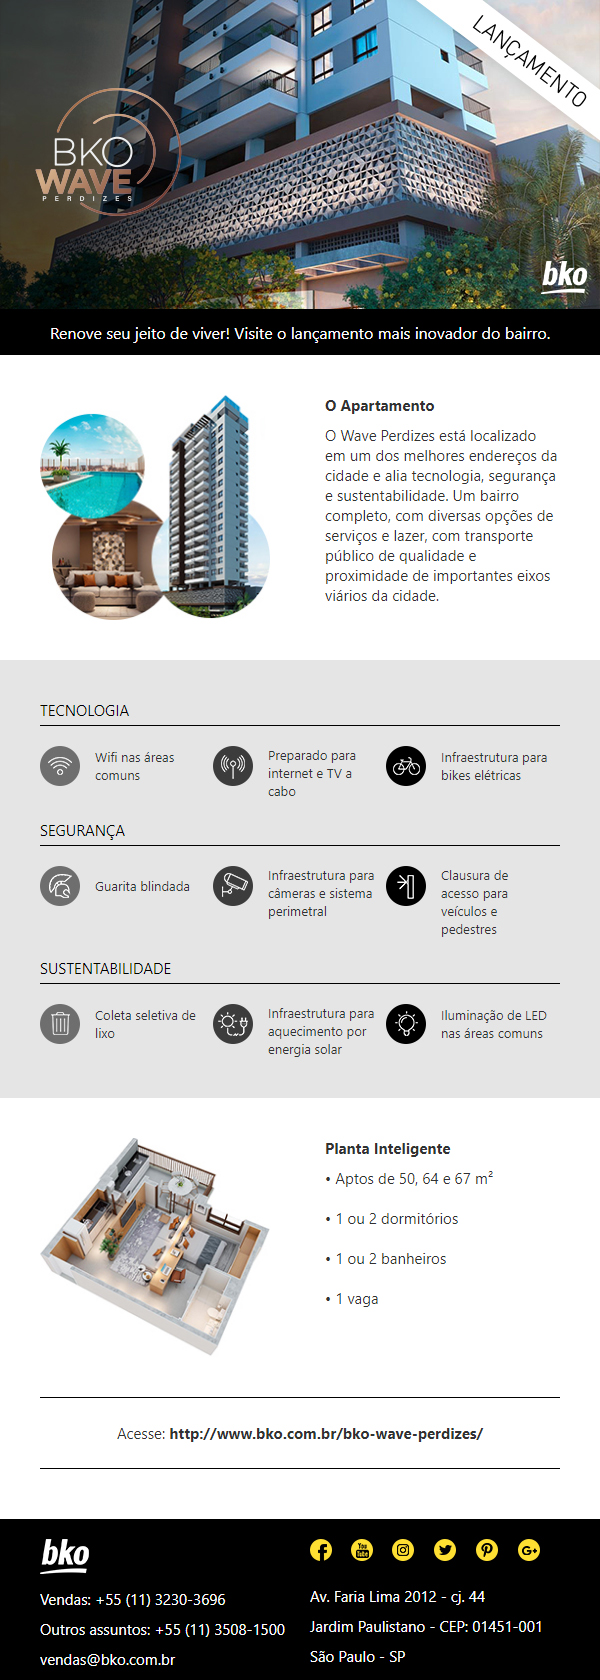 LANÇAMENTO
BKO
WAVE
PERDIZES
bko
Renove seu jeito de viver! Visite o lançamento mais inovador do bairro.
O Apartamento
O Wave Perdizes está localizado
em um dos melhores endereços da
cidade e alia tecnologia, segurança
e sustentabilidade. Um bairro
completo, com diversas opções de
serviços e lazer, com transporte
público de qualidade e
proximidade de importantes eixos
viários da cidade.
TECNOLOGIA
Wifi nas áreas
comuns
Preparado para
internet e TV a
cabo
Infraestrutura para
bikes elétricas
SEGURANÇA
Guarita blindada
Infraestrutura para
câmeras e sistema
perimetral
Clausura de
acesso para
veículos e
pedestres
SUSTENTABILIDADE
Coleta seletiva de
lixo
Infraestrutura para
aquecimento por
energia solar
Iluminação de LED
nas áreas comuns
Planta Inteligente
• Aptos de 50, 64 e 67 m²
• 1 ou 2 dormitórios
• 1 ou 2 banheiros
• 1 vaga
Acesse: http://www.bko.com.br/bko-wave-perdizes/
bko
Vendas: +55 (11) 3230-3696
Outros assuntos: +55 (11) 3508-1500
vendas@bko.com.br
You
Tube
G+
Av. Faria Lima 2012 - cj. 44
Jardim Paulistano - CEP: 01451-001
São Paulo - SP